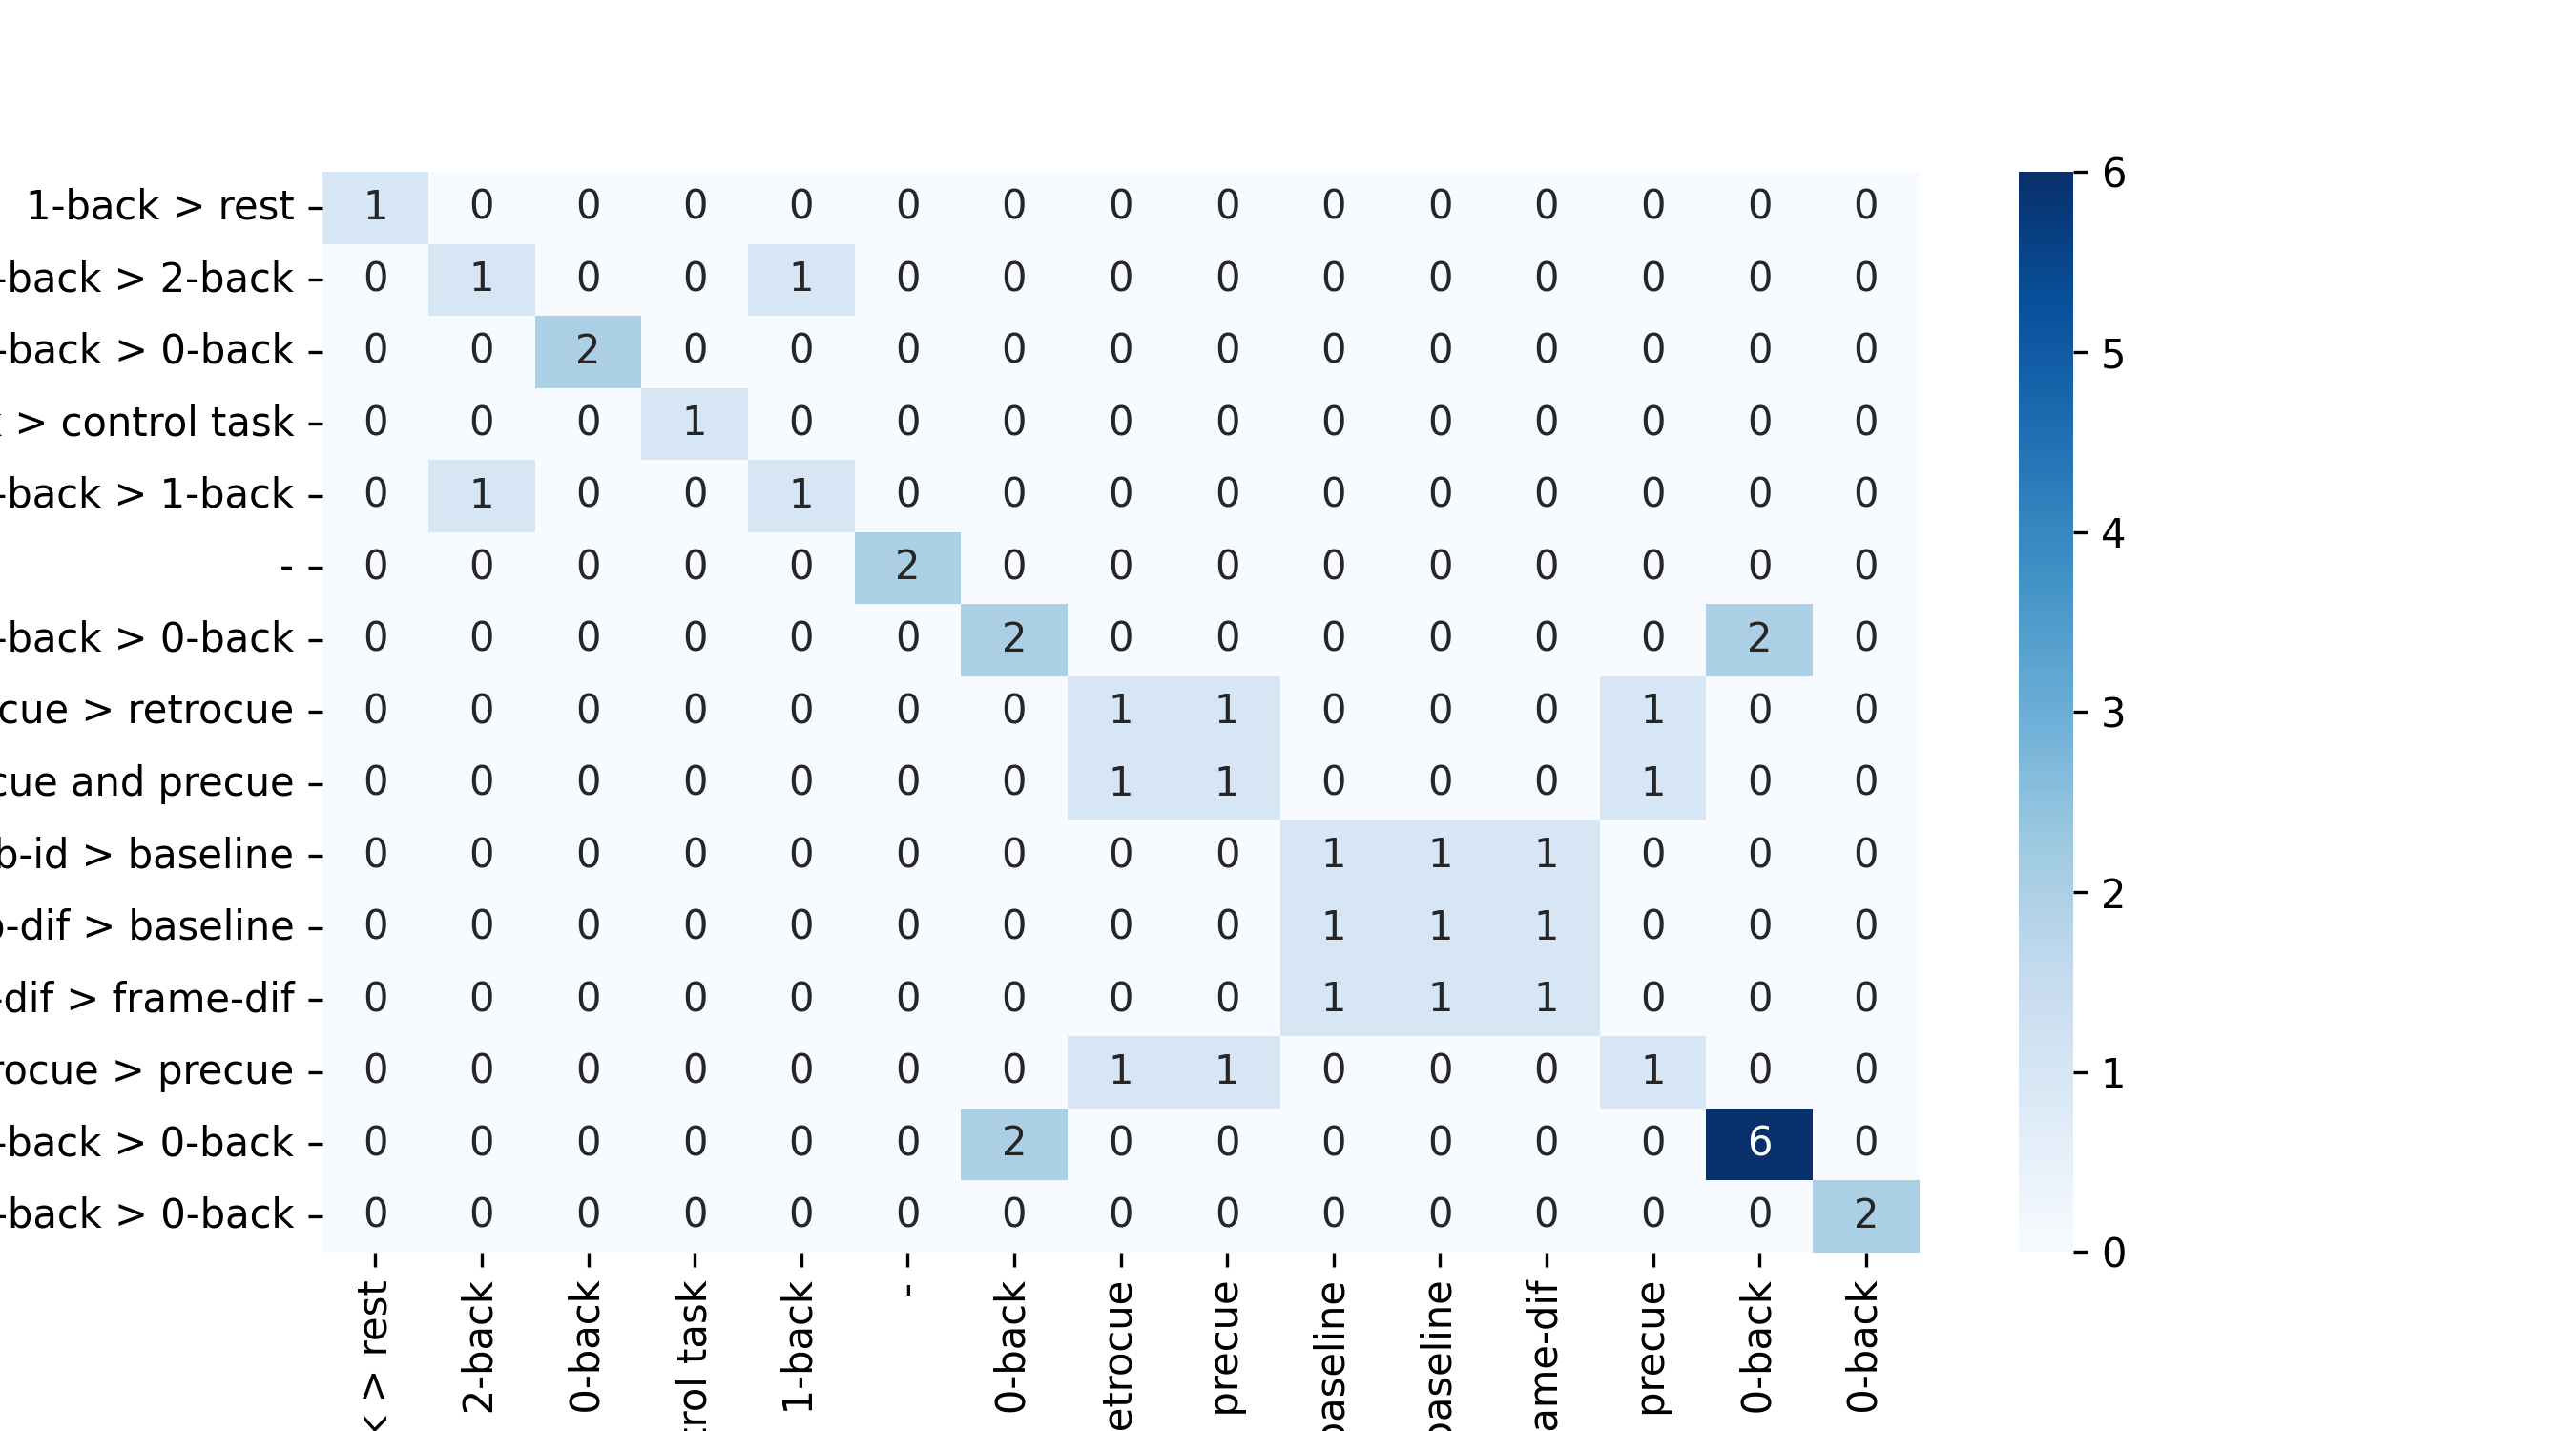 1-back > rest 1 0 0 0 0 0 0 0 0 0 0 0 0 0 0
-back > 2-back 0 1 0 0 1 0 0 0 0 0 0 0 0 0 0
-back > 0-back 0 0 2 0 0 0 0 0 0 0 0 0 0 0 0
> control task 0 0 0 1 0 0 0 0 0 0 0 0 0 0 0
-back > 1-back 0 1 0 0 1 0 0 0 0 0 0 0 0 0 0
- 0 0 0 0 0 2 0 0 0 0 0 0 0 0 0
-back > 0-back 0 0 0 0 0 0 2 0 0 0 0 0 0 2 0
cue > retrocue 0 0 0 0 0 0 0 1 1 0 0 0 1 0 0
cue and precue 0 0 0 0 0 0 0 1 1 0 0 0 1 0 0
b-id > baseline 0 0 0 0 0 0 0 0 0 1 1 1 0 0 0
-dif > baseline 0 0 0 0 0 0 0 0 0 1 1 1 0 0 0
-dif > frame-dif 0 0 0 0 0 0 0 0 0 1 1 1 0 0 0
rocue > precue 0 0 0 0 0 0 0 1 1 0 0 0 1 0 0
-back > 0-back 0 0 0 0 0 0 2 0 0 0 0 0 0 6 0
-back > 0-back 0 0 0 0 0 0 0 0 0 0 0 0 0 0 2
> rest
2-back
0-back
trol task
1-back
-
0-back
etrocue
precue
baseline
baseline
ame-dif
precue
0-back
0-back
6
5
4
3
2
1
0